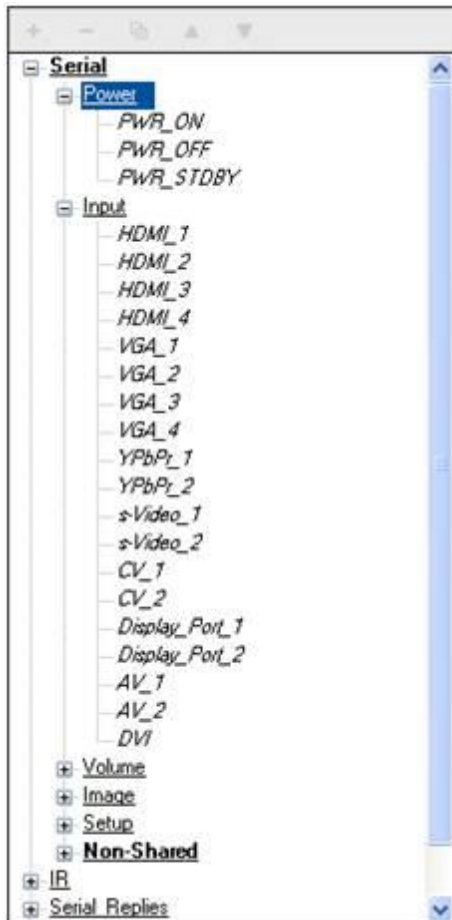 Serial
Power
PWR_ON
PWR_OFF
PWR_STDBY
Input
HDMI_1
HDMI_2
HDMI_3
HDMI_4
VGA_1
VGA_2
VGA_3
VGA_4
YPbPr_1
YPbPr_2
s-Video_1
s-Video_2
CV_1
CV_2
Display_Port_1
Display_Port_2
AV_1
AV_2
DVI
Volume
Image
Setup
Non-Shared
IR
Serial Replies